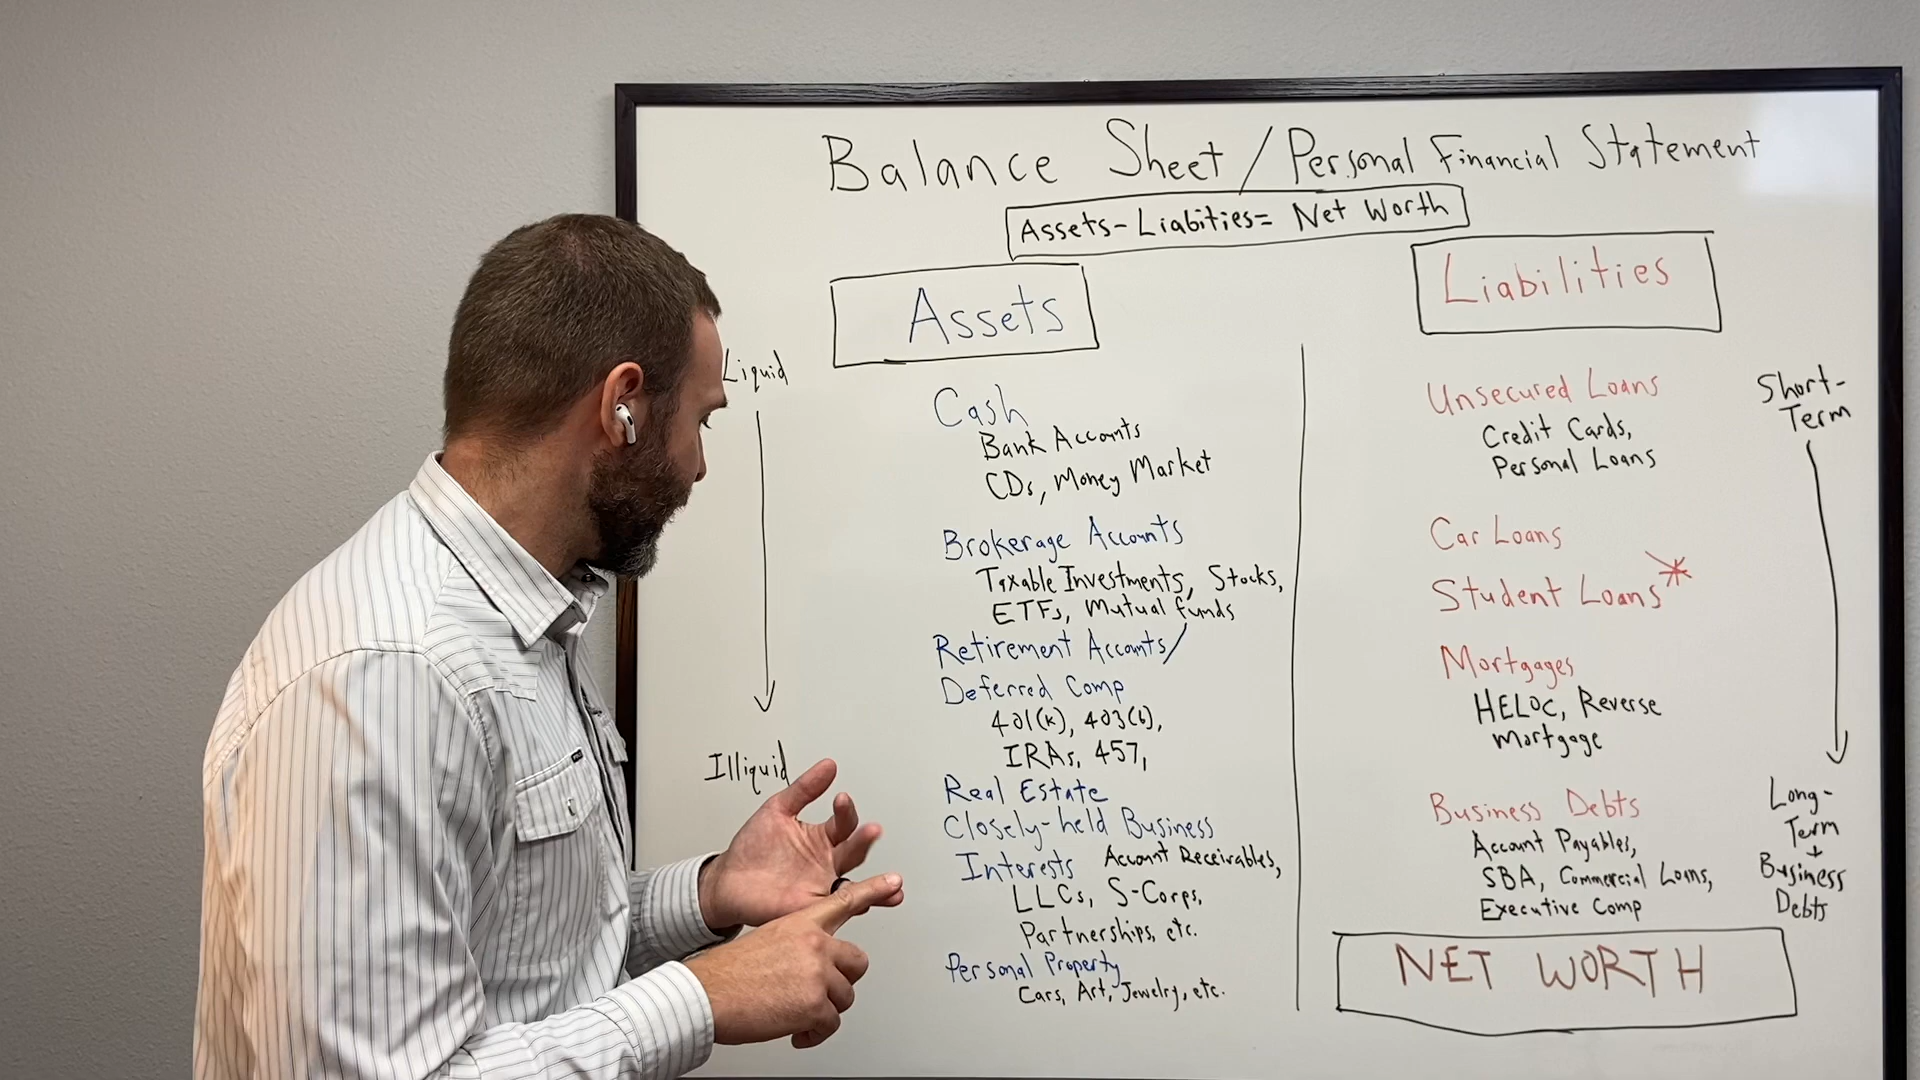 Balance Sheet / Personal Financial Statement
Assets - Liabities = Net Worth
Assets
Liquid
Illiquid
Cash
Bank Accounts
CDs, Money Market
Brokerage Accounts
Taxable Investments, Stocks,
ETFs, Mutual funds
Retirement Accounts/
Deferred Comp
401(k), 403(b),
IRAs, 457,
Real Estate
Closely-held Business
Interests Account Receivables,
LLCs, S-Corps,
Partnerships, etc.
Personal Property
Cars, Art, Jewelry, etc.
Liabilities
Unsecured Loans
Credit Cards,
Personal Loans
Car Loans
Student Loans*
Mortgages
HELOC, Reverse
Mortgage
Business Debts
Account Payables,
SBA, Commercial Loans,
Executive Comp
Short-
Term
Long-
Term
+
Business
Debts
NET WORTH